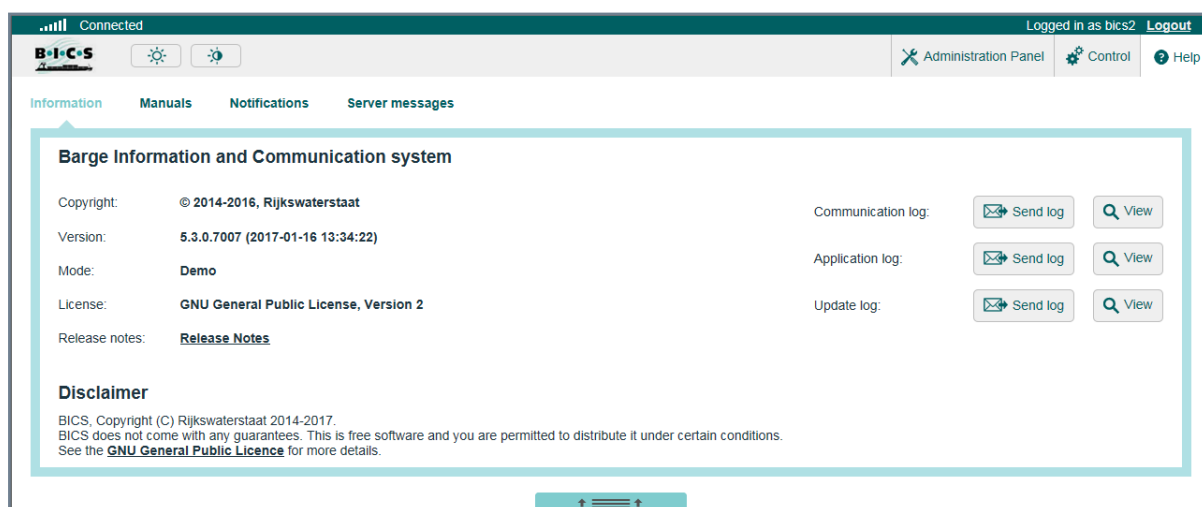 Connected Logged in as bics2 Logout
B•I•C•S Administration Panel Control Help
Information Manuals Notifications Server messages
Barge Information and Communication system
Copyright: © 2014-2016, Rijkswaterstaat
Communication log: Send log View
Version: 5.3.0.7007 (2017-01-16 13:34:22)
Application log: Send log View
Mode: Demo
License: GNU General Public License, Version 2
Update log: Send log View
Release notes: Release Notes
Disclaimer
BICS, Copyright (C) Rijkswaterstaat 2014-2017.
BICS does not come with any guarantees. This is free software and you are permitted to distribute it under certain conditions.
See the GNU General Public Licence for more details.